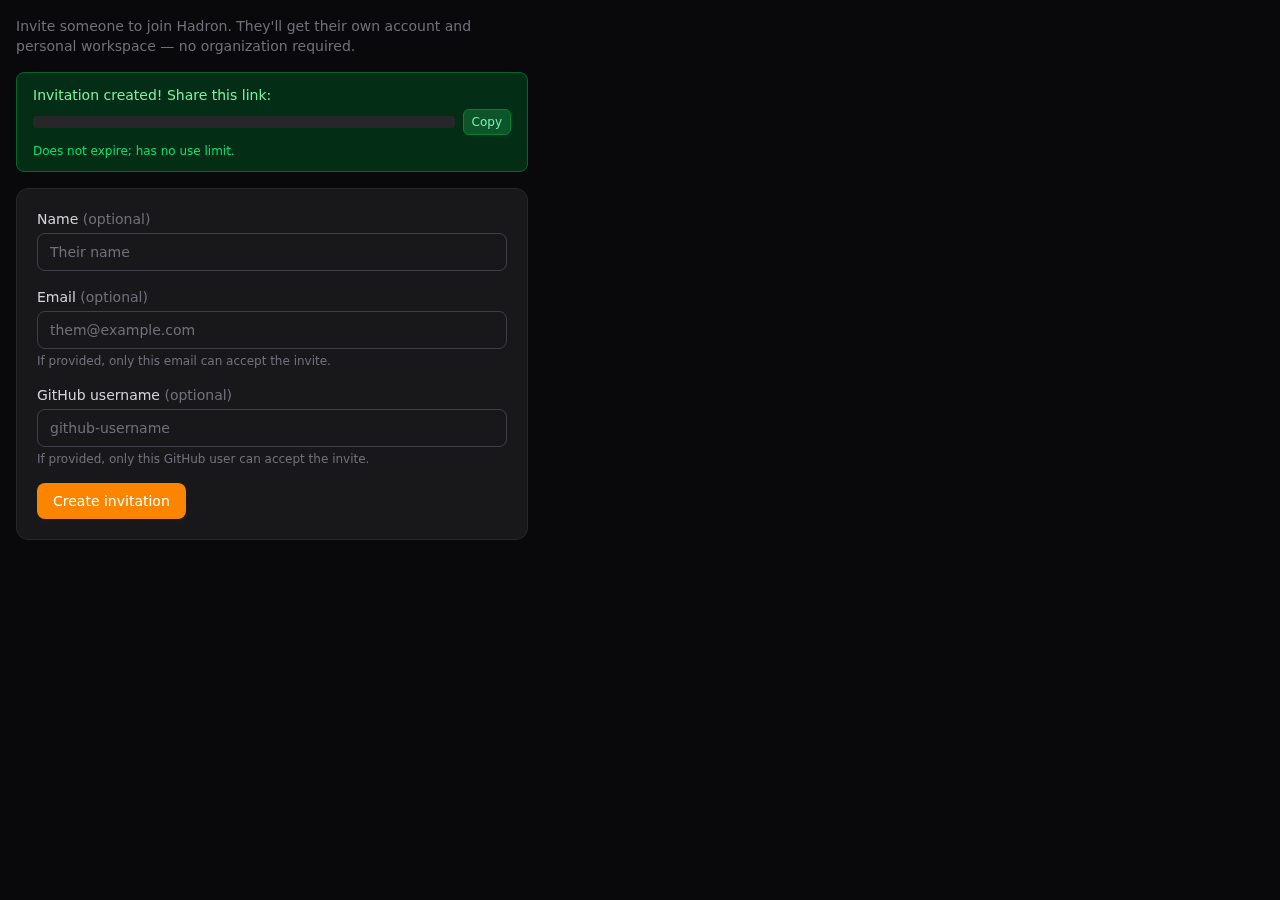 Invite someone to join Hadron. They'll get their own account and
personal workspace — no organization required.
Invitation created! Share this link:
Copy
Does not expire; has no use limit.
Name (optional)
Their name
Email (optional)
them@example.com
If provided, only this email can accept the invite.
GitHub username (optional)
github-username
If provided, only this GitHub user can accept the invite.
Create invitation